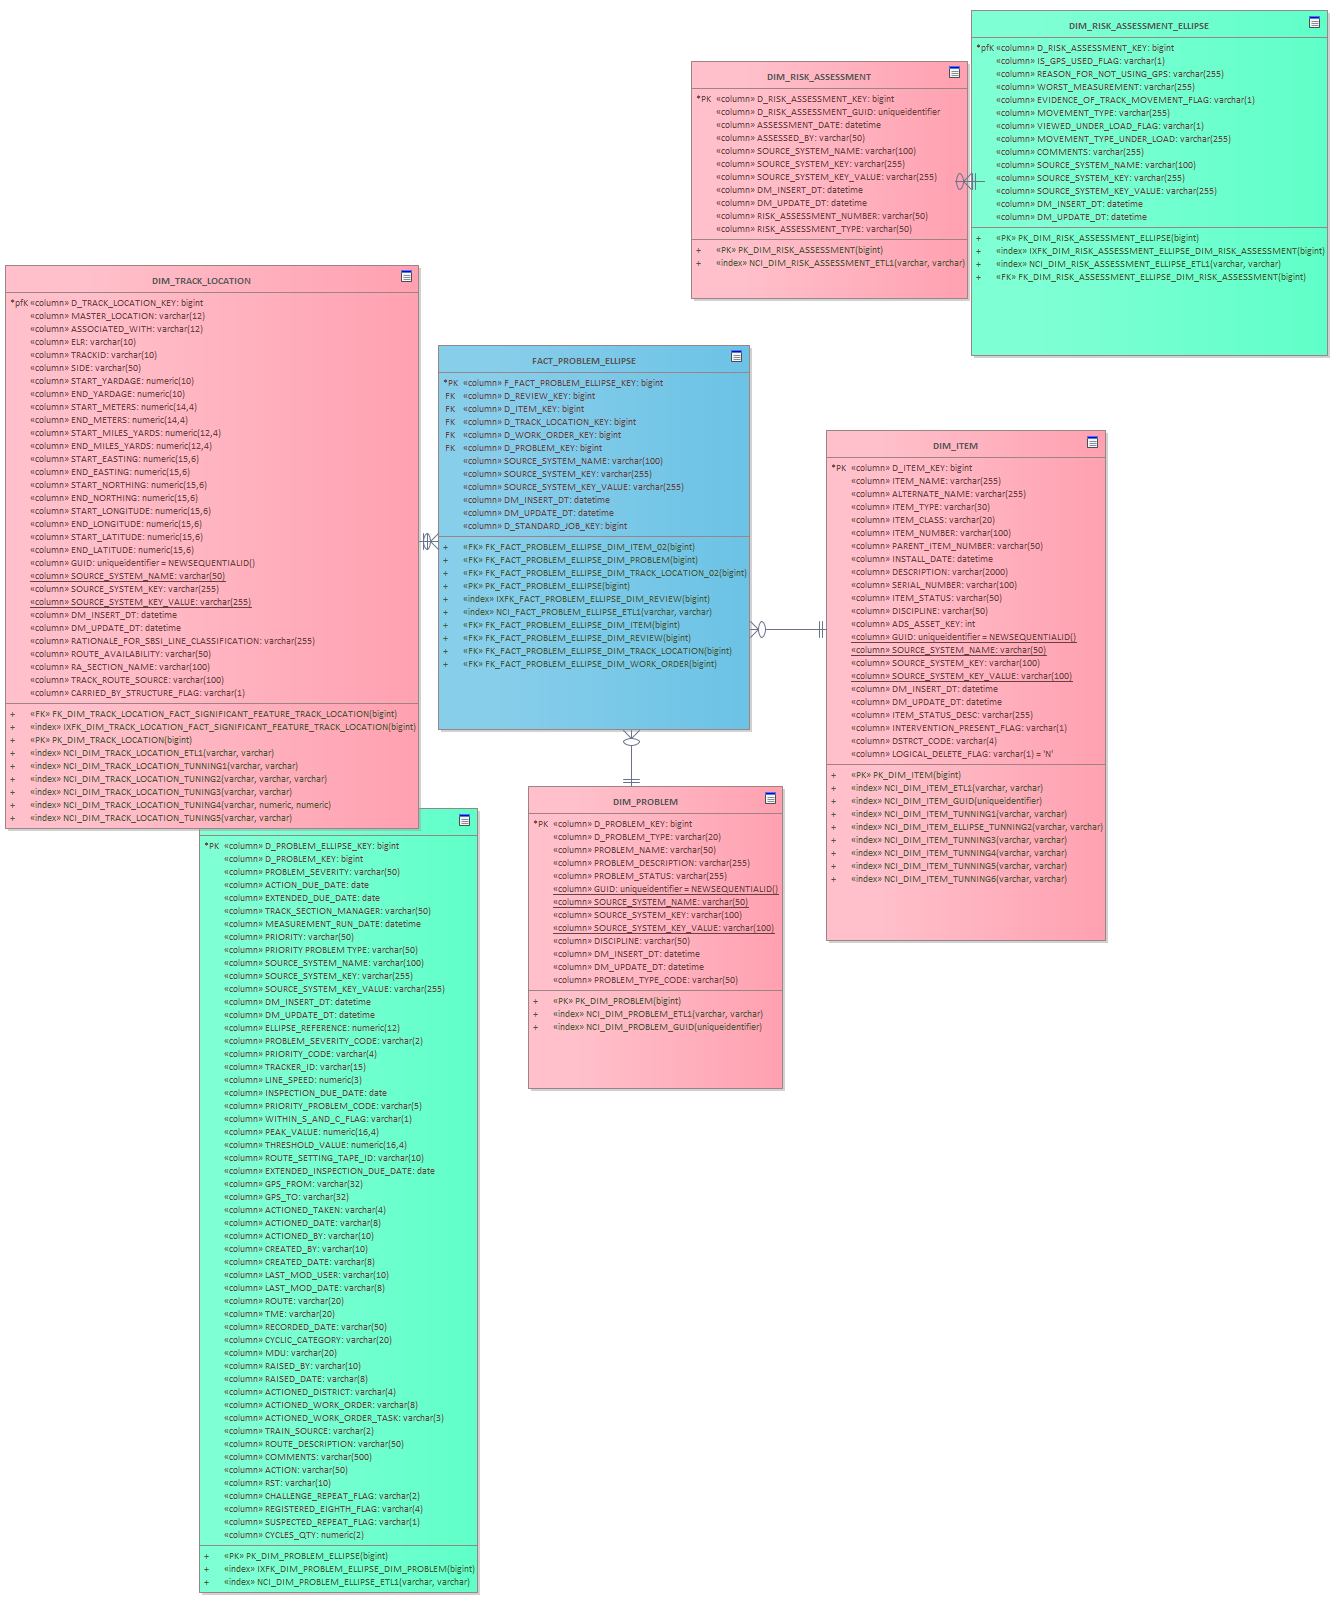 DIM_RISK_ASSESSMENT_ELLIPSE
*pfK «column» D_RISK_ASSESSMENT_KEY: bigint
«column» IS_GPS_USED_FLAG: varchar(1)
«column» REASON_FOR_NOT_USING_GPS: varchar(255)
«column» WORST_MEASUREMENT: varchar(255)
«column» EVIDENCE_OF_TRACK_MOVEMENT_FLAG: varchar(1)
«column» MOVEMENT_TYPE: varchar(255)
«column» VIEWED_UNDER_LOAD_FLAG: varchar(1)
«column» MOVEMENT_TYPE_UNDER_LOAD: varchar(255)
«column» COMMENTS: varchar(255)
«column» SOURCE_SYSTEM_NAME: varchar(100)
«column» SOURCE_SYSTEM_KEY: varchar(255)
«column» SOURCE_SYSTEM_KEY_VALUE: varchar(255)
«column» DM_INSERT_DT: datetime
«column» DM_UPDATE_DT: datetime
+ «PK» PK_DIM_RISK_ASSESSMENT_ELLIPSE(bigint)
+ «index» IXFK_DIM_RISK_ASSESSMENT_ELLIPSE_DIM_RISK_ASSESSMENT(bigint)
+ «index» NCI_DIM_RISK_ASSESSMENT_ELLIPSE_ETL1(varchar, varchar)
+ «FK» FK_DIM_RISK_ASSESSMENT_ELLIPSE_DIM_RISK_ASSESSMENT(bigint)
DIM_RISK_ASSESSMENT
*PK «column» D_RISK_ASSESSMENT_KEY: bigint
«column» D_RISK_ASSESSMENT_GUID: uniqueidentifier
«column» ASSESSMENT_DATE: datetime
«column» ASSESSED_BY: varchar(50)
«column» SOURCE_SYSTEM_NAME: varchar(100)
«column» SOURCE_SYSTEM_KEY: varchar(255)
«column» SOURCE_SYSTEM_KEY_VALUE: varchar(255)
«column» DM_INSERT_DT: datetime
«column» DM_UPDATE_DT: datetime
«column» RISK_ASSESSMENT_NUMBER: varchar(50)
«column» RISK_ASSESSMENT_TYPE: varchar(50)
+ «PK» PK_DIM_RISK_ASSESSMENT(bigint)
+ «index» NCI_DIM_RISK_ASSESSMENT_ETL1(varchar, varchar)
DIM_TRACK_LOCATION
*pfK «column» D_TRACK_LOCATION_KEY: bigint
«column» MASTER_LOCATION: varchar(12)
«column» ASSOCIATED_WITH: varchar(12)
«column» ELR: varchar(10)
«column» TRACKID: varchar(10)
«column» SIDE: varchar(50)
«column» START_YARDAGE: numeric(10)
«column» END_YARDAGE: numeric(10)
«column» START_METERS: numeric(14,4)
«column» END_METERS: numeric(14,4)
«column» START_MILES_YARDS: numeric(12,4)
«column» END_MILES_YARDS: numeric(12,4)
«column» START_EASTING: numeric(15,6)
«column» END_EASTING: numeric(15,6)
«column» START_NORTHING: numeric(15,6)
«column» END_NORTHING: numeric(15,6)
«column» START_LONGITUDE: numeric(15,6)
«column» END_LONGITUDE: numeric(15,6)
«column» START_LATITUDE: numeric(15,6)
«column» END_LATITUDE: numeric(15,6)
«column» GUID: uniqueidentifier = NEWSEQUENTIALID()
«column» SOURCE_SYSTEM_NAME: varchar(50)
«column» SOURCE_SYSTEM_KEY: varchar(255)
«column» SOURCE_SYSTEM_KEY_VALUE: varchar(255)
«column» DM_INSERT_DT: datetime
«column» DM_UPDATE_DT: datetime
«column» RATIONALE_FOR_SBSI_LINE_CLASSIFICATION: varchar(255)
«column» ROUTE_AVAILABILITY: varchar(50)
«column» RA_SECTION_NAME: varchar(100)
«column» TRACK_ROUTE_SOURCE: varchar(100)
«column» CARRIED_BY_STRUCTURE_FLAG: varchar(1)
+ «FK» FK_DIM_TRACK_LOCATION_FACT_SIGNIFICANT_FEATURE_TRACK_LOCATION(bigint)
+ «index» IXFK_DIM_TRACK_LOCATION_FACT_SIGNIFICANT_FEATURE_TRACK_LOCATION(bigint)
+ «PK» PK_DIM_TRACK_LOCATION(bigint)
+ «index» NCI_DIM_TRACK_LOCATION_ETL1(varchar, varchar)
+ «index» NCI_DIM_TRACK_LOCATION_TUNNING1(varchar, varchar)
+ «index» NCI_DIM_TRACK_LOCATION_TUNING2(varchar, varchar, varchar)
+ «index» NCI_DIM_TRACK_LOCATION_TUNING3(varchar, varchar)
+ «index» NCI_DIM_TRACK_LOCATION_TUNING4(varchar, numeric, numeric)
+ «index» NCI_DIM_TRACK_LOCATION_TUNING5(varchar, varchar)
FACT_PROBLEM_ELLIPSE
*PK «column» F_FACT_PROBLEM_ELLIPSE_KEY: bigint
FK «column» D_REVIEW_KEY: bigint
FK «column» D_ITEM_KEY: bigint
FK «column» D_TRACK_LOCATION_KEY: bigint
FK «column» D_WORK_ORDER_KEY: bigint
FK «column» D_PROBLEM_KEY: bigint
«column» SOURCE_SYSTEM_NAME: varchar(100)
«column» SOURCE_SYSTEM_KEY: varchar(255)
«column» SOURCE_SYSTEM_KEY_VALUE: varchar(255)
«column» DM_INSERT_DT: datetime
«column» DM_UPDATE_DT: datetime
«column» D_STANDARD_JOB_KEY: bigint
+ «FK» FK_FACT_PROBLEM_ELLIPSE_DIM_ITEM_02(bigint)
+ «FK» FK_FACT_PROBLEM_ELLIPSE_DIM_PROBLEM(bigint)
+ «FK» FK_FACT_PROBLEM_ELLIPSE_DIM_TRACK_LOCATION_02(bigint)
+ «PK» PK_FACT_PROBLEM_ELLIPSE(bigint)
+ «index» IXFK_FACT_PROBLEM_ELLIPSE_DIM_REVIEW(bigint)
+ «index» NCI_FACT_PROBLEM_ELLIPSE_ETL1(varchar, varchar)
+ «FK» FK_FACT_PROBLEM_ELLIPSE_DIM_ITEM(bigint)
+ «FK» FK_FACT_PROBLEM_ELLIPSE_DIM_REVIEW(bigint)
+ «FK» FK_FACT_PROBLEM_ELLIPSE_DIM_TRACK_LOCATION(bigint)
+ «FK» FK_FACT_PROBLEM_ELLIPSE_DIM_WORK_ORDER(bigint)
DIM_ITEM
*PK «column» D_ITEM_KEY: bigint
«column» ITEM_NAME: varchar(255)
«column» ALTERNATE_NAME: varchar(255)
«column» ITEM_TYPE: varchar(30)
«column» ITEM_CLASS: varchar(20)
«column» ITEM_NUMBER: varchar(100)
«column» PARENT_ITEM_NUMBER: varchar(50)
«column» INSTALL_DATE: datetime
«column» DESCRIPTION: varchar(2000)
«column» SERIAL_NUMBER: varchar(100)
«column» ITEM_STATUS: varchar(50)
«column» DISCIPLINE: varchar(50)
«column» ADS_ASSET_KEY: int
«column» GUID: uniqueidentifier = NEWSEQUENTIALID()
«column» SOURCE_SYSTEM_NAME: varchar(50)
«column» SOURCE_SYSTEM_KEY: varchar(100)
«column» SOURCE_SYSTEM_KEY_VALUE: varchar(100)
«column» DM_INSERT_DT: datetime
«column» DM_UPDATE_DT: datetime
«column» ITEM_STATUS_DESC: varchar(255)
«column» INTERVENTION_PRESENT_FLAG: varchar(1)
«column» DSTRCT_CODE: varchar(4)
«column» LOGICAL_DELETE_FLAG: varchar(1) = 'N'
+ «PK» PK_DIM_ITEM(bigint)
+ «index» NCI_DIM_ITEM_ETL1(varchar, varchar)
+ «index» NCI_DIM_ITEM_GUID(uniqueidentifier)
+ «index» NCI_DIM_ITEM_TUNNING1(varchar, varchar)
+ «index» NCI_DIM_ITEM_ELLIPSE_TUNNING2(varchar, varchar)
+ «index» NCI_DIM_ITEM_TUNNING3(varchar, varchar)
+ «index» NCI_DIM_ITEM_TUNNING4(varchar, varchar)
+ «index» NCI_DIM_ITEM_TUNNING5(varchar, varchar)
+ «index» NCI_DIM_ITEM_TUNNING6(varchar, varchar)
DIM_PROBLEM
*PK «column» D_PROBLEM_KEY: bigint
«column» D_PROBLEM_TYPE: varchar(20)
«column» PROBLEM_NAME: varchar(50)
«column» PROBLEM_DESCRIPTION: varchar(255)
«column» PROBLEM_STATUS: varchar(255)
«column» GUID: uniqueidentifier = NEWSEQUENTIALID()
«column» SOURCE_SYSTEM_NAME: varchar(50)
«column» SOURCE_SYSTEM_KEY: varchar(100)
«column» SOURCE_SYSTEM_KEY_VALUE: varchar(100)
«column» DISCIPLINE: varchar(50)
«column» DM_INSERT_DT: datetime
«column» DM_UPDATE_DT: datetime
«column» PROBLEM_TYPE_CODE: varchar(50)
+ «PK» PK_DIM_PROBLEM(bigint)
+ «index» NCI_DIM_PROBLEM_ETL1(varchar, varchar)
+ «index» NCI_DIM_PROBLEM_GUID(uniqueidentifier)
*PK «column» D_PROBLEM_ELLIPSE_KEY: bigint
«column» D_PROBLEM_KEY: bigint
«column» PROBLEM_SEVERITY: varchar(50)
«column» ACTION_DUE_DATE: date
«column» EXTENDED_DUE_DATE: date
«column» TRACK_SECTION_MANAGER: varchar(50)
«column» MEASUREMENT_RUN_DATE: datetime
«column» PRIORITY: varchar(50)
«column» PRIORITY PROBLEM TYPE: varchar(50)
«column» SOURCE_SYSTEM_NAME: varchar(100)
«column» SOURCE_SYSTEM_KEY: varchar(255)
«column» SOURCE_SYSTEM_KEY_VALUE: varchar(255)
«column» DM_INSERT_DT: datetime
«column» DM_UPDATE_DT: datetime
«column» ELLIPSE_REFERENCE: numeric(12)
«column» PROBLEM_SEVERITY_CODE: varchar(2)
«column» PRIORITY_CODE: varchar(4)
«column» TRACKER_ID: varchar(15)
«column» LINE_SPEED: numeric(3)
«column» INSPECTION_DUE_DATE: date
«column» PRIORITY_PROBLEM_CODE: varchar(5)
«column» WITHIN_S_AND_C_FLAG: varchar(1)
«column» PEAK_VALUE: numeric(16,4)
«column» THRESHOLD_VALUE: numeric(16,4)
«column» ROUTE_SETTING_TAPE_ID: varchar(10)
«column» EXTENDED_INSPECTION_DUE_DATE: date
«column» GPS_FROM: varchar(32)
«column» GPS_TO: varchar(32)
«column» ACTIONED_TAKEN: varchar(4)
«column» ACTIONED_DATE: varchar(8)
«column» ACTIONED_BY: varchar(10)
«column» CREATED_BY: varchar(10)
«column» CREATED_DATE: varchar(8)
«column» LAST_MOD_USER: varchar(10)
«column» LAST_MOD_DATE: varchar(8)
«column» ROUTE: varchar(20)
«column» TME: varchar(20)
«column» RECORDED_DATE: varchar(50)
«column» CYCLIC_CATEGORY: varchar(20)
«column» MDU: varchar(20)
«column» RAISED_BY: varchar(10)
«column» RAISED_DATE: varchar(8)
«column» ACTIONED_DISTRICT: varchar(4)
«column» ACTIONED_WORK_ORDER: varchar(8)
«column» ACTIONED_WORK_ORDER_TASK: varchar(3)
«column» TRAIN_SOURCE: varchar(2)
«column» ROUTE_DESCRIPTION: varchar(50)
«column» COMMENTS: varchar(500)
«column» ACTION: varchar(50)
«column» RST: varchar(10)
«column» CHALLENGE_REPEAT_FLAG: varchar(2)
«column» REGISTERED_EIGHTH_FLAG: varchar(4)
«column» SUSPECTED_REPEAT_FLAG: varchar(1)
«column» CYCLES_QTY: numeric(2)
+ «PK» PK_DIM_PROBLEM_ELLIPSE(bigint)
+ «index» IXFK_DIM_PROBLEM_ELLIPSE_DIM_PROBLEM(bigint)
+ «index» NCI_DIM_PROBLEM_ELLIPSE_ETL1(varchar, varchar)